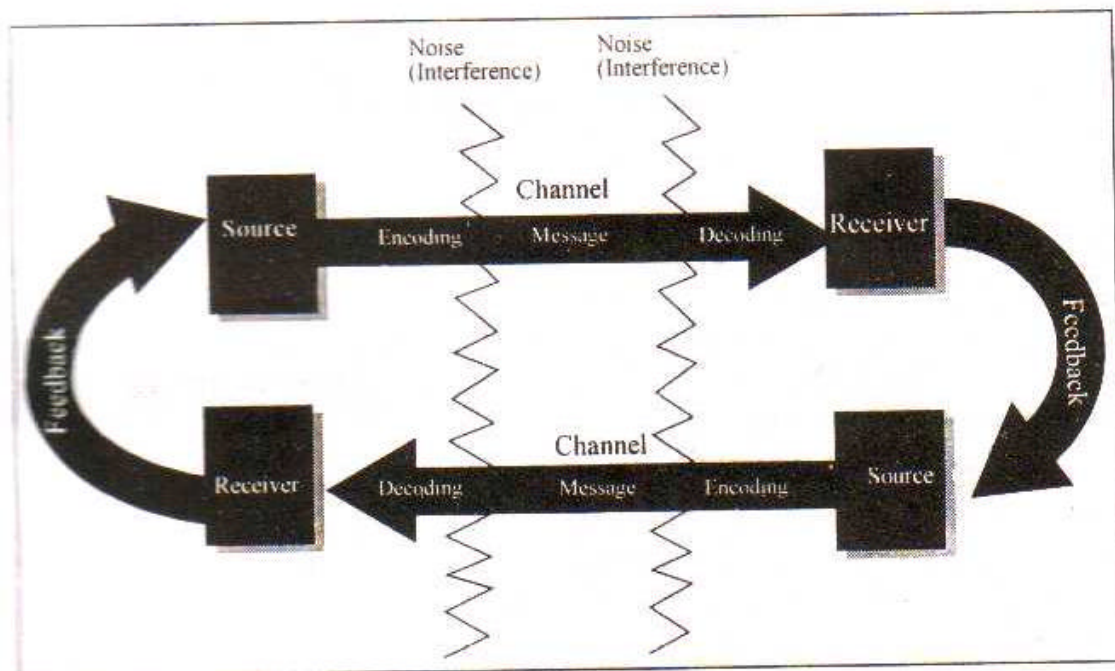 Noise
(Interference)
Noise
(Interference)
Channel
Source
Encoding
Message
Decoding
Receiver
Feedback
Feedback
Channel
Receiver
Decoding
Message
Encoding
Source